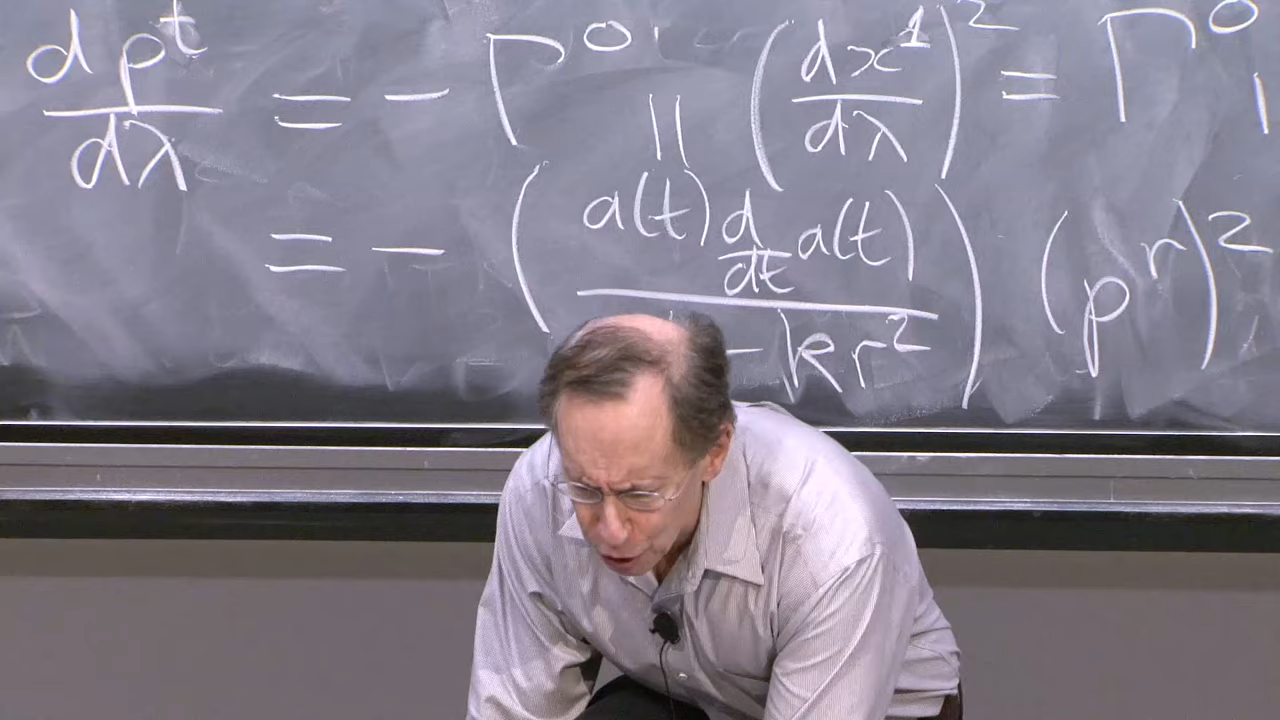 dp^t/dλ = - Γ^0_11 (dx^1/dλ)^2 = Γ^0_1
= - (a(t) d/dt a(t) / - kr^2) (p^r)^2